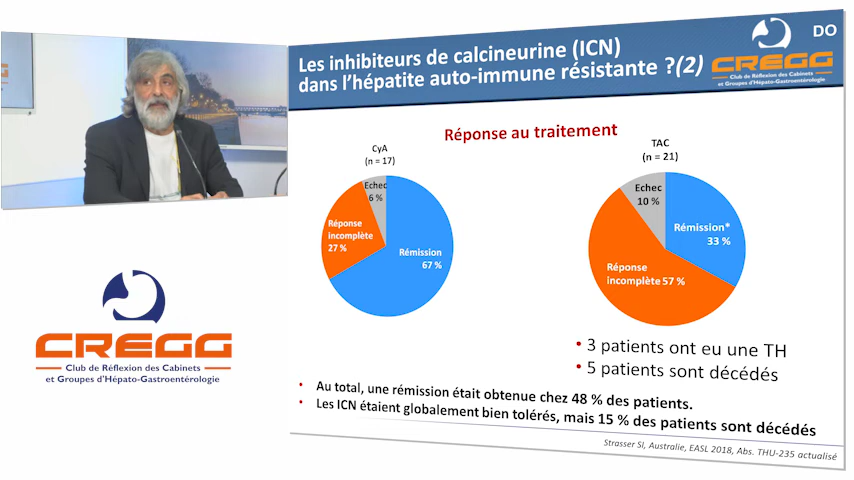 Les inhibiteurs de calcineurine (ICN)
dans l'hépatite auto-immune résistante ?(2)
DO
CREGG
Club de Réflexion des Cabinets
et Groupes d'Hépato-Gastroentérologie
Réponse au traitement
CyA
(n = 17)
Echec
6 %
Réponse
incomplète
27 %
Rémission
67 %
TAC
(n = 21)
Echec
10 %
Rémission*
33 %
Réponse
incomplète 57 %
• 3 patients ont eu une TH
• 5 patients sont décédés
• Au total, une rémission était obtenue chez 48 % des patients.
• Les ICN étaient globalement bien tolérés, mais 15 % des patients sont décédés
Strasser SI, Australie, EASL 2018, Abs. THU-235 actualisé
CREGG
Club de Réflexion des Cabinets
et Groupes d'Hépato-Gastroentérologie